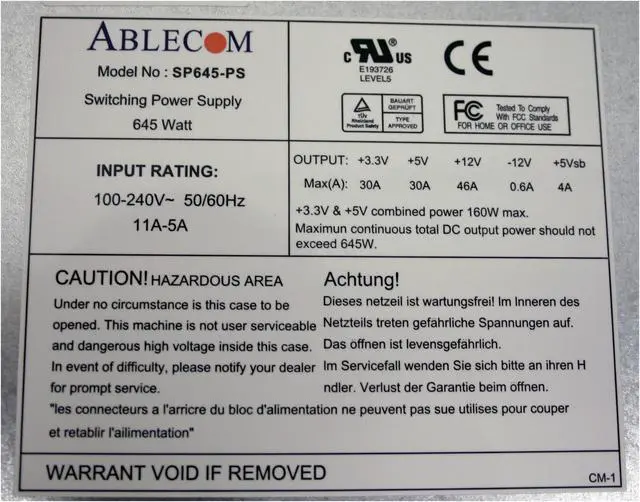 ABLECOM
Model No : SP645-PS
Switching Power Supply
645 Watt
c RU US
E193726
LEVEL5
CE
TÜV
Rheinland
Product Safety
BAUART
GEPRÜFT
TYPE
APPROVED
FC Tested To Comply
With FCC Standards
FOR HOME OR OFFICE USE
INPUT RATING:
100-240V~ 50/60Hz
11A-5A
OUTPUT: +3.3V +5V +12V -12V +5Vsb
Max(A): 30A 30A 46A 0.6A 4A
+3.3V & +5V combined power 160W max.
Maximun continuous total DC output power should not
exceed 645W.
CAUTION! HAZARDOUS AREA
Under no circumstance is this case to be
opened. This machine is not user serviceable
and dangerous high voltage inside this case.
In event of difficulty, please notify your dealer
for prompt service.
Achtung!
Dieses netzeil ist wartungsfrei! Im Inneren des
Netzteils treten gefährliche Spannungen auf.
Das öffnen ist levensgefährlich.
Im Servicefall wenden Sie sich bitte an ihren H
ndler. Verlust der Garantie beim öffnen.
"les connecteurs a l'arricre du bloc d'alimentation ne peuvent pas sue utilises pour couper
et retablir l'ailimentation"
WARRANT VOID IF REMOVED
CM-1